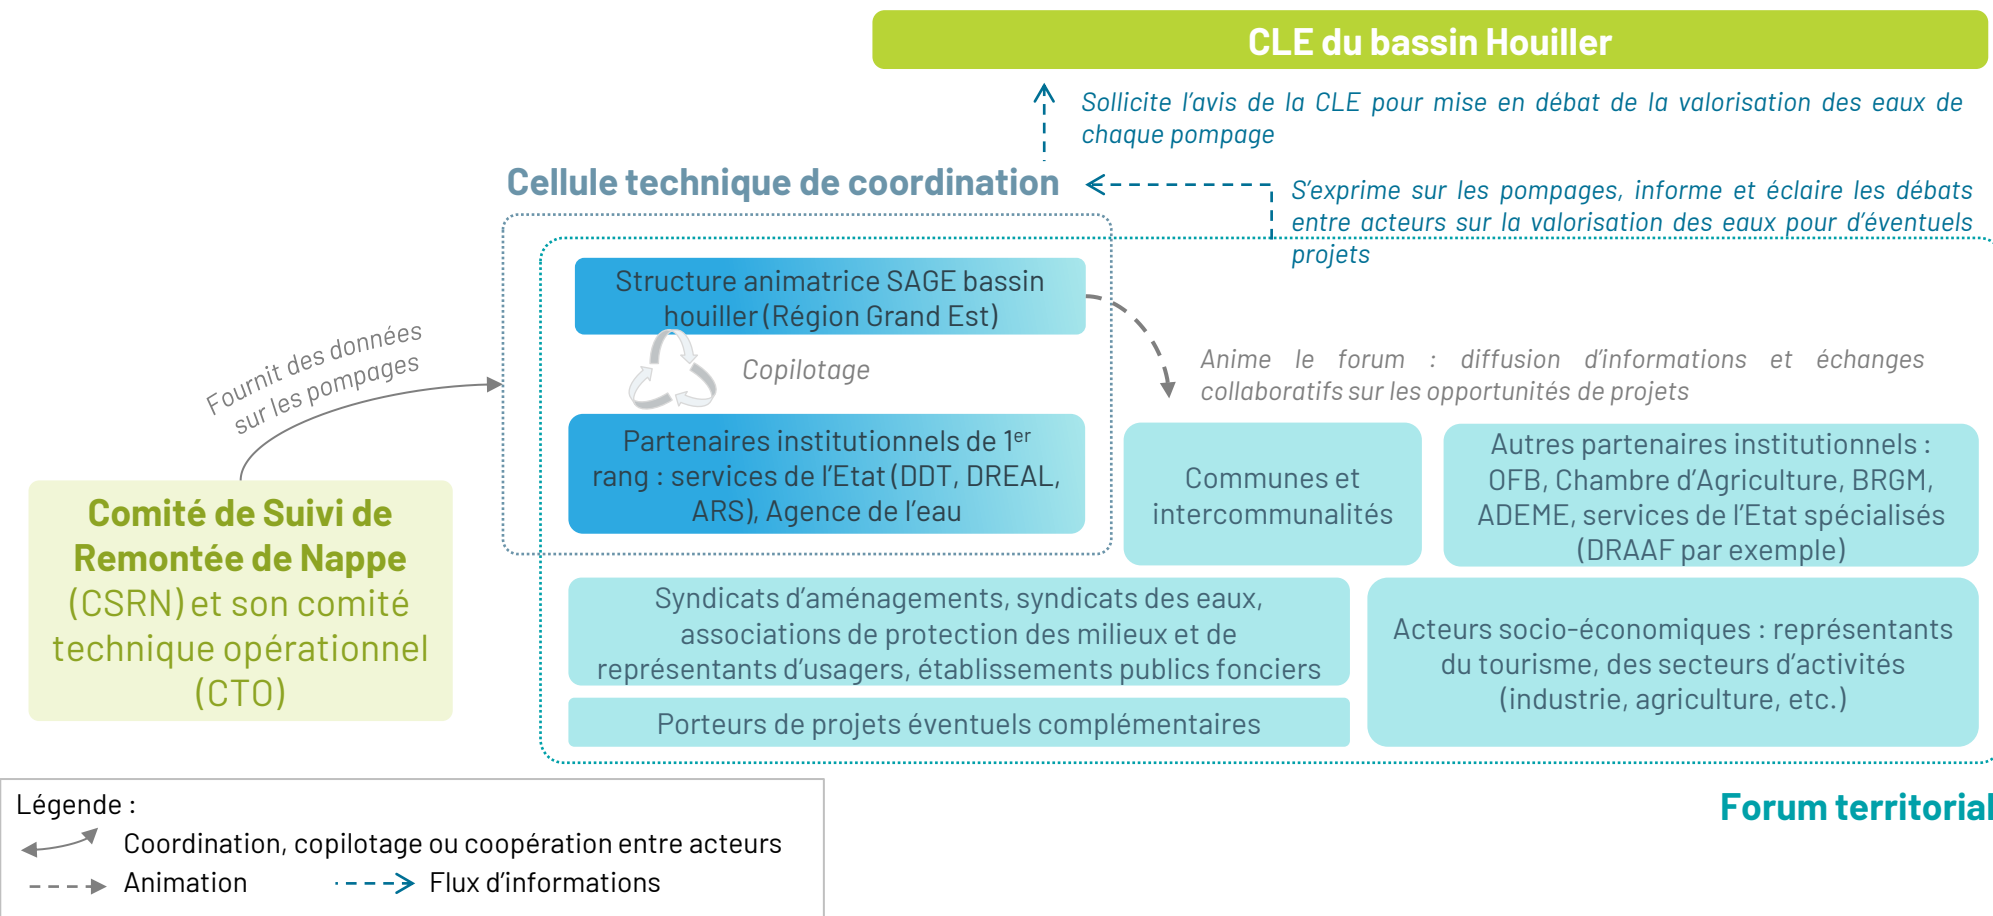 CLE du bassin Houiller
Sollicite l’avis de la CLE pour mise en débat de la valorisation des eaux de
chaque pompage
Cellule technique de coordination
S’exprime sur les pompages, informe et éclaire les débats
entre acteurs sur la valorisation des eaux pour d’éventuels
projets
Structure animatrice SAGE bassin
houiller (Région Grand Est)
Fournit des données
sur les pompages
Copilotage
Anime le forum : diffusion d’informations et échanges
collaboratifs sur les opportunités de projets
Partenaires institutionnels de 1er
rang : services de l’Etat (DDT, DREAL,
ARS), Agence de l’eau
Communes et
intercommunalités
Autres partenaires institutionnels :
OFB, Chambre d’Agriculture, BRGM,
ADEME, services de l’Etat spécialisés
(DRAAF par exemple)
Comité de Suivi de
Remontée de Nappe
(CSRN) et son comité
technique opérationnel
(CTO)
Syndicats d’aménagements, syndicats des eaux,
associations de protection des milieux et de
représentants d’usagers, établissements publics fonciers
Acteurs socio-économiques : représentants
du tourisme, des secteurs d’activités
(industrie, agriculture, etc.)
Porteurs de projets éventuels complémentaires
Forum territorial
Légende :
Coordination, copilotage ou coopération entre acteurs
Animation
Flux d’informations